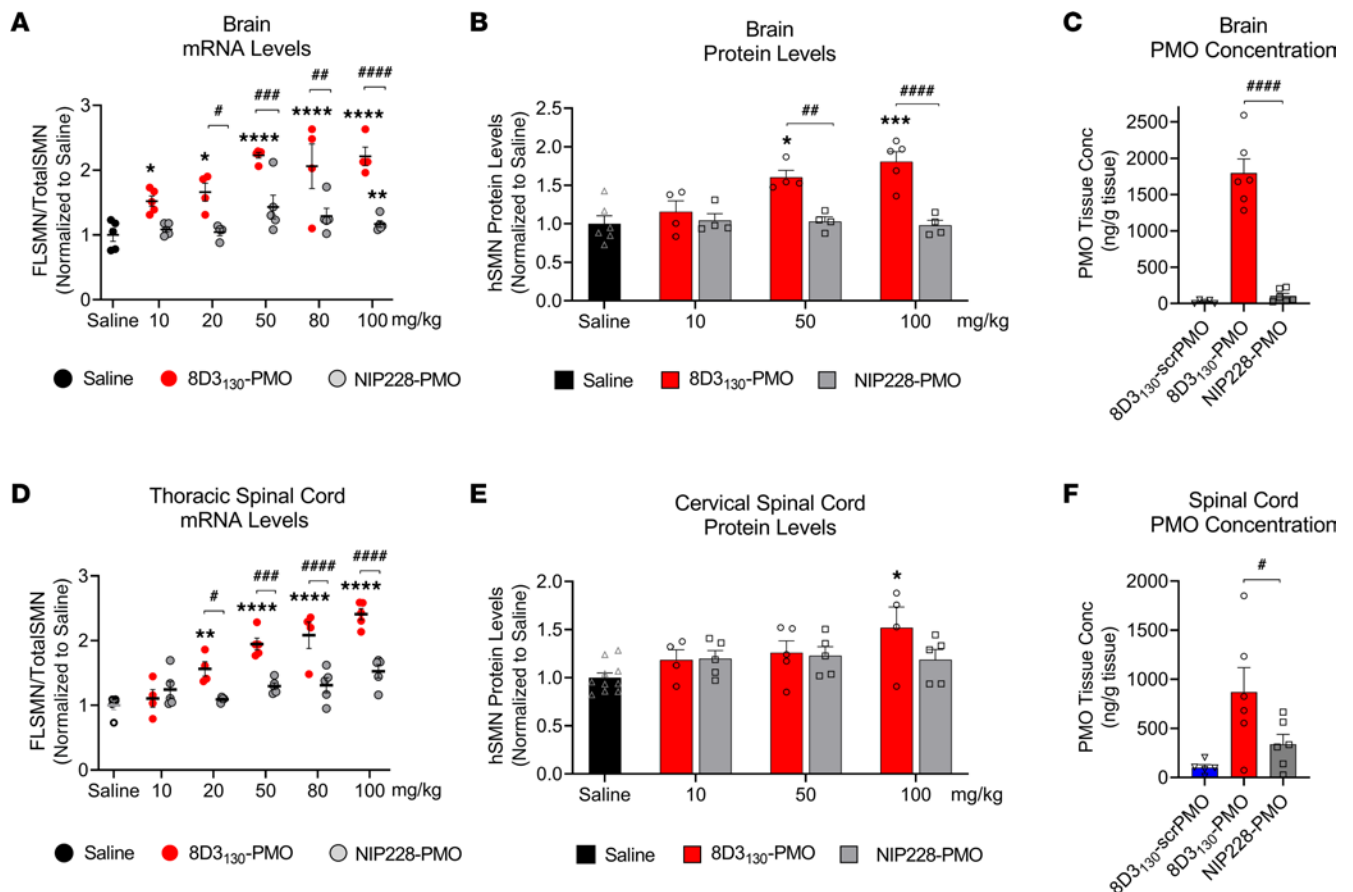 A
Brain
mRNA Levels
FLSMN/TotalSMN
(Normalized to Saline)
3
2
1
0
* * **** **** ****
# ### ## ####
**
Saline 10 20 50 80 100 mg/kg
Saline 8D3₁₃₀-PMO NIP228-PMO
B
Brain
Protein Levels
hSMN Protein Levels
(Normalized to Saline)
2.5
2.0
1.5
1.0
0.5
0.0
* ***
## ####
Saline 10 50 100 mg/kg
Saline 8D3₁₃₀-PMO NIP228-PMO
C
Brain
PMO Concentration
PMO Tissue Conc
(ng/g tissue)
2500
2000
1500
1000
500
0
####
8D3₁₃₀-scrPMO
8D3₁₃₀-PMO
NIP228-PMO
D
Thoracic Spinal Cord
mRNA Levels
FLSMN/TotalSMN
(Normalized to Saline)
3
2
1
0
** **** **** ****
# ### #### ####
Saline 10 20 50 80 100 mg/kg
Saline 8D3₁₃₀-PMO NIP228-PMO
E
Cervical Spinal Cord
Protein Levels
hSMN Protein Levels
(Normalized to Saline)
2.0
1.5
1.0
0.5
0.0
*
Saline 10 50 100 mg/kg
Saline 8D3₁₃₀-PMO NIP228-PMO
F
Spinal Cord
PMO Concentration
PMO Tissue Conc
(ng/g tissue)
2000
1500
1000
500
0
#
8D3₁₃₀-scrPMO
8D3₁₃₀-PMO
NIP228-PMO